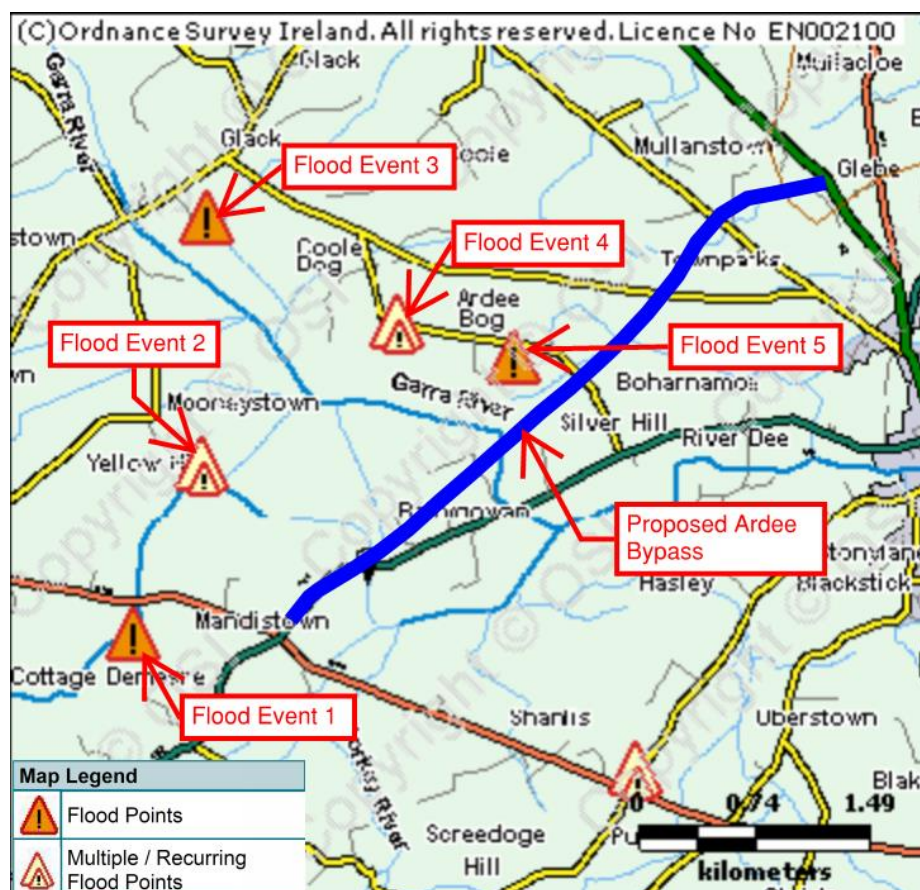 (C)Ordnance Survey Ireland. All rights reserved. Licence No EN002100
Glack
Mullacloe
Garra River
Glack
Mullanstown
Flood Event 3
Glebe
stown
Flood Event 4
Coole
Townparks
Ardee
Bog
Flood Event 2
Flood Event 5
Garra River
Boharnamoe
Mooneystown
Silver Hill
River Dee
Yellow
Proposed Ardee
Bypass
Hasley
Blackstick
Mandistown
Cottage Demesne
Flood Event 1
Shanlis
Uberstown
Map Legend
Flood Points
0 0.74 1.49
Screedoge
Hill
Multiple / Recurring
Flood Points
kilometers